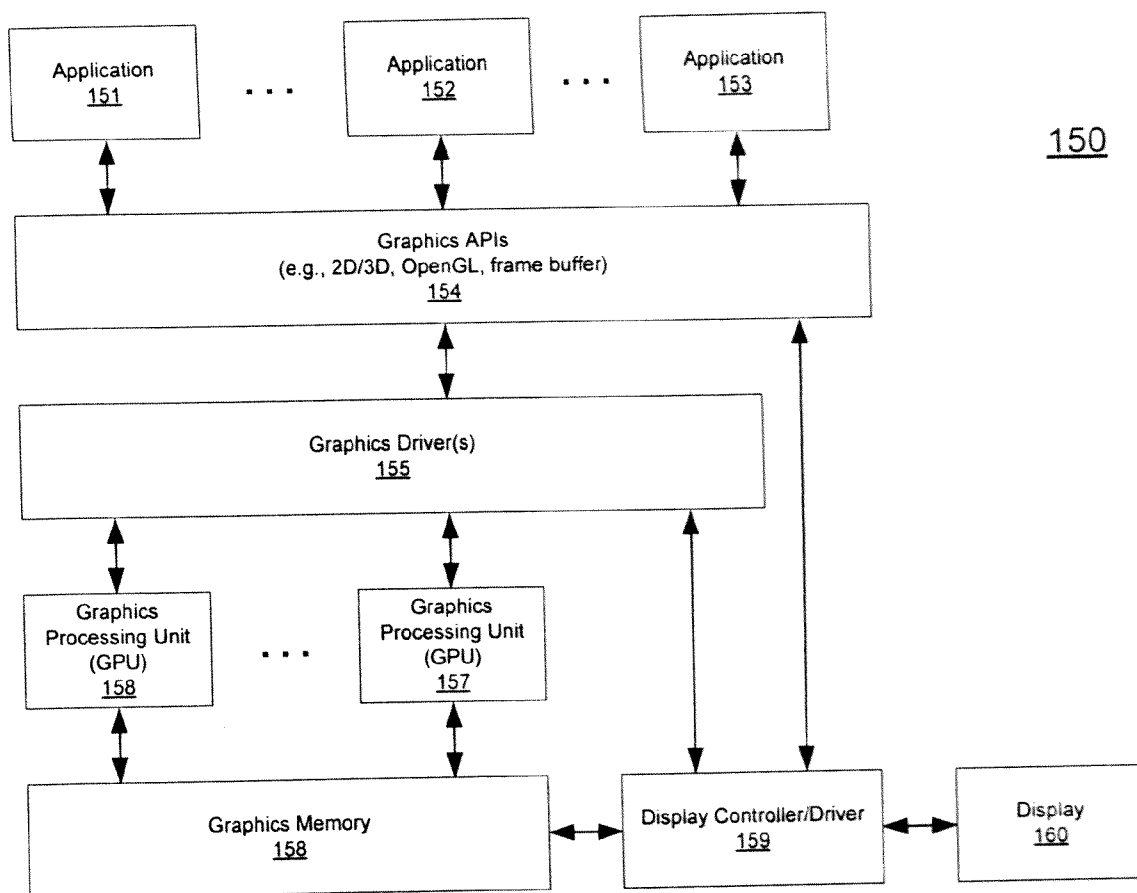 Application
151
. . .
Application
152
. . .
Application
153
150
Graphics APIs
(e.g., 2D/3D, OpenGL, frame buffer)
154
Graphics Driver(s)
155
Graphics
Processing Unit
(GPU)
158
. . .
Graphics
Processing Unit
(GPU)
157
Graphics Memory
158
Display Controller/Driver
159
Display
160